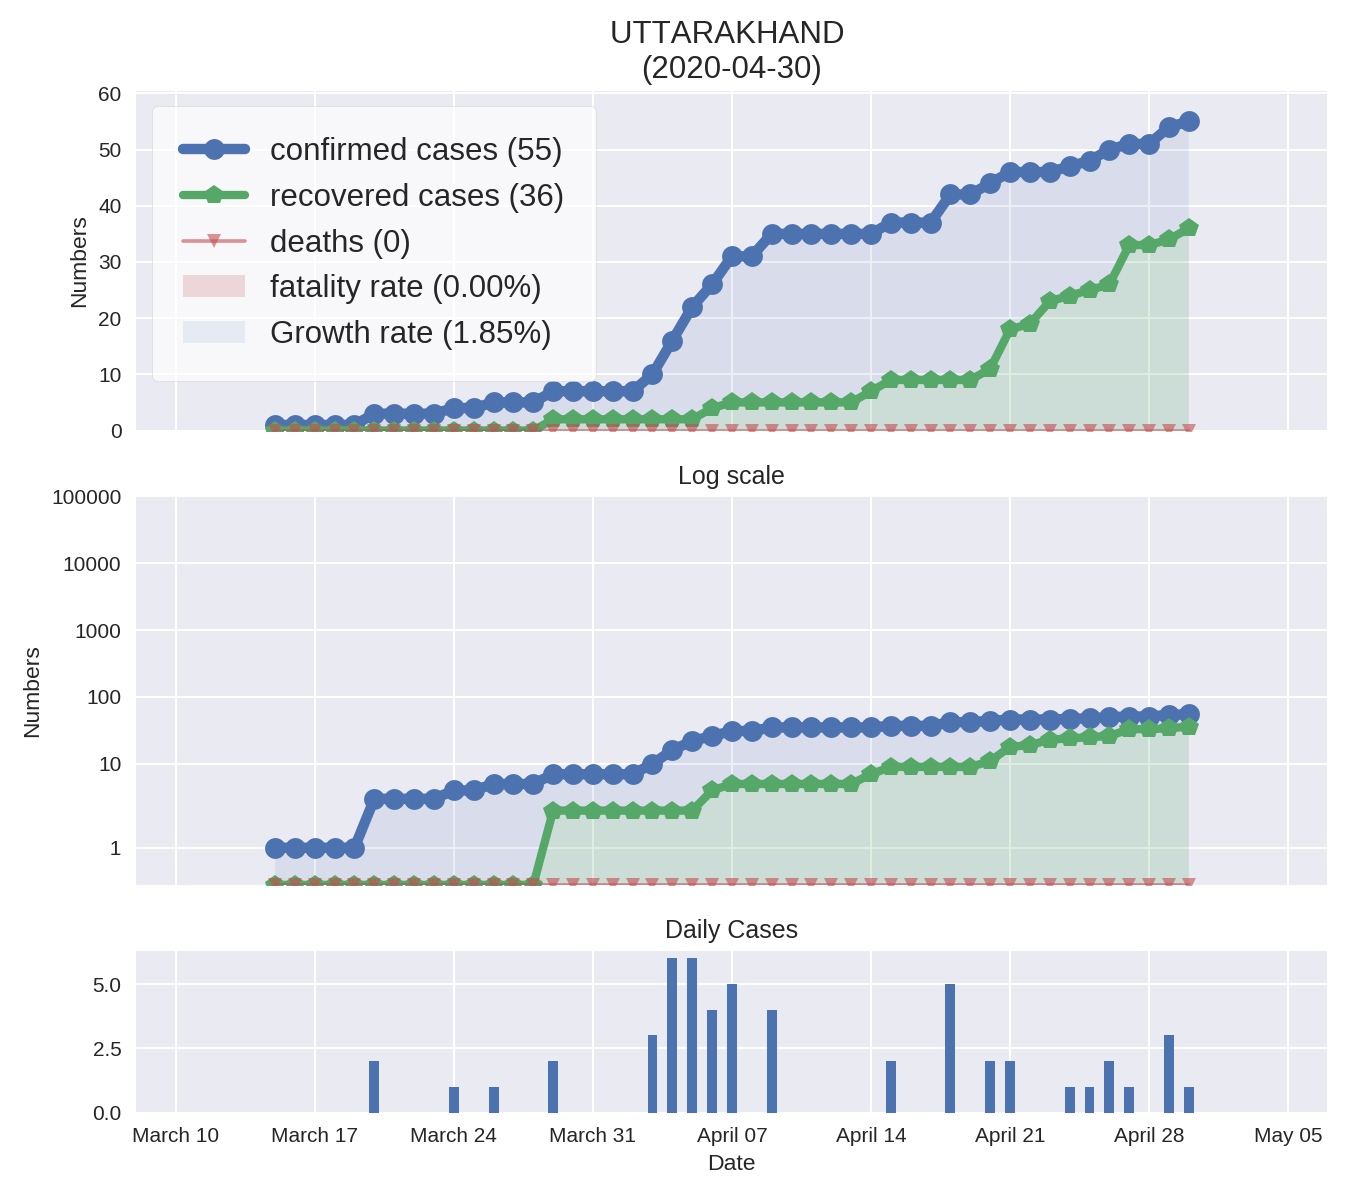 UTTARAKHAND
(2020-04-30)
60
50
40
30
20
10
0
Numbers
confirmed cases (55)
recovered cases (36)
deaths (0)
fatality rate (0.00%)
Growth rate (1.85%)
Log scale
100000
10000
1000
100
10
1
Numbers
Daily Cases
5.0
2.5
0.0
March 10 March 17 March 24 March 31 April 07 April 14 April 21 April 28 May 05
Date